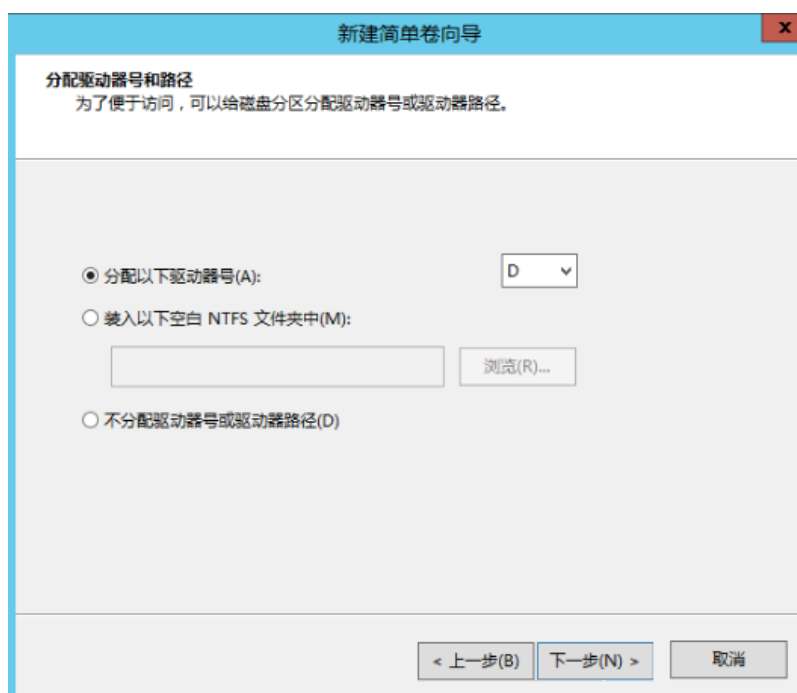 新建简单卷向导
x
分配驱动器号和路径
为了便于访问，可以给磁盘分区分配驱动器号或驱动器路径。
分配以下驱动器号(A): D
装入以下空白 NTFS 文件夹中(M):
浏览(R)...
不分配驱动器号或驱动器路径(D)
< 上一步(B) 下一步(N) > 取消